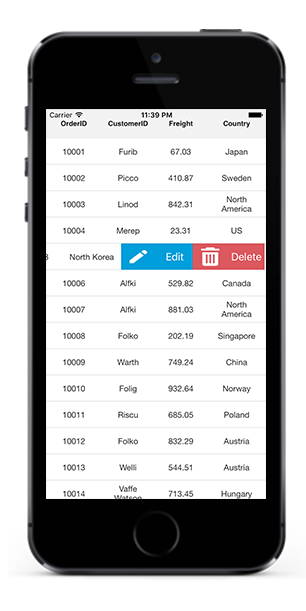 Carrier 11:39 PM
OrderID CustomerID Freight Country
10001 Furib 67.03 Japan
10002 Picco 410.87 Sweden
10003 Linod 842.31 North
America
10004 Merep 23.31 US
North Korea Edit Delete
10006 Alfki 529.82 Canada
10007 Alfki 881.03 North
America
10008 Folko 202.19 Singapore
10009 Warth 749.24 China
10010 Folig 932.64 Norway
10011 Riscu 685.05 Poland
10012 Folko 832.29 Austria
10013 Welli 544.51 Austria
10014 Vaffe 713.45 Hungary
Watson